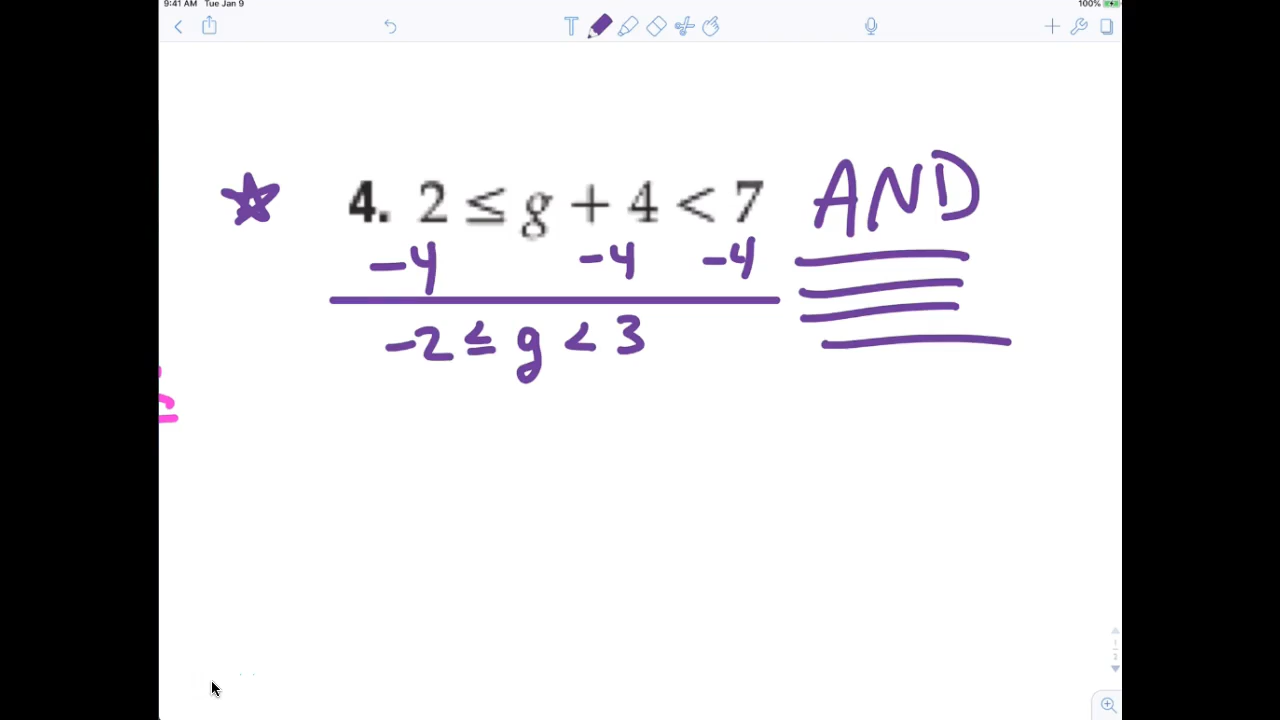 9:41 AM Tue Jan 9
100%
T
4. 2 ≤ g + 4 < 7 AND
-4 -4 -4
-2 ≤ g < 3